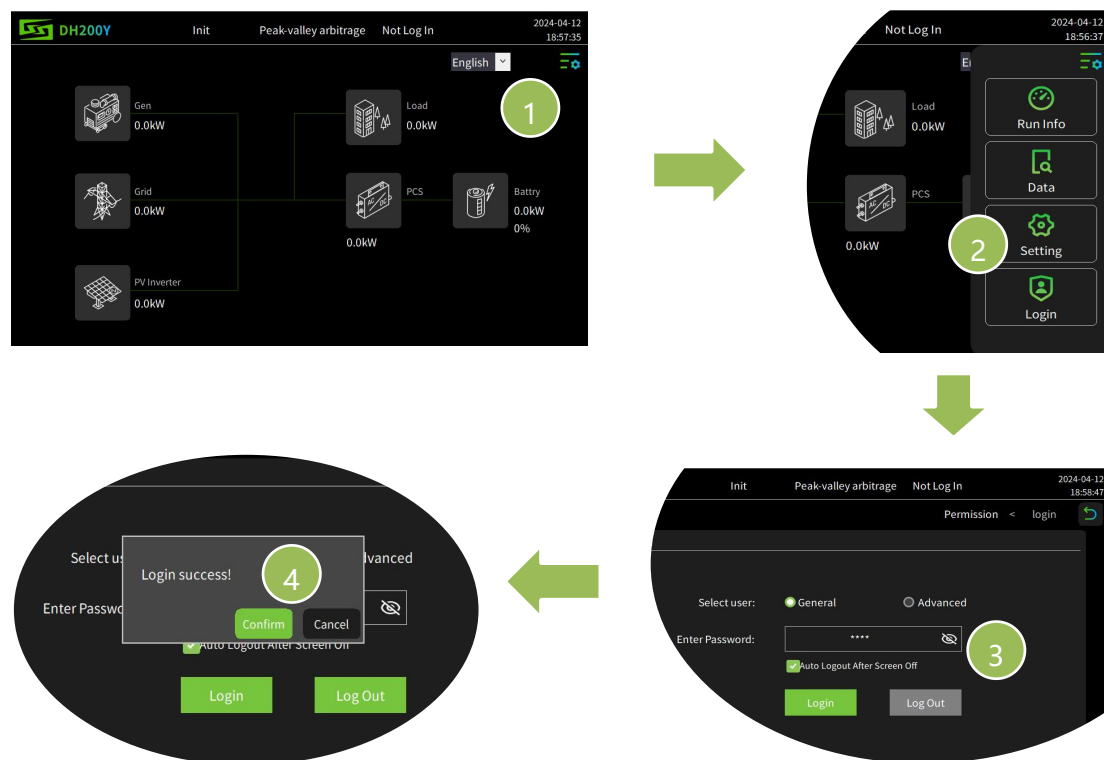 DH200Y Init Peak-valley arbitrage Not Log In 2024-04-12
18:57:35
English
1
Gen
0.0kW
Load
0.0kW
Grid
0.0kW
PCS
0.0kW
Battry
0.0kW
0%
PV Inverter
0.0kW
Not Log In 2024-04-12
18:56:37
Load
0.0kW
PCS
0.0kW
Run Info
Data
2
Setting
Login
Init Peak-valley arbitrage Not Log In 2024-04-12
18:58:47
Permission < login
Select user: General Advanced
Enter Password: ****
3
Auto Logout After Screen Off
Login Log Out
Login success!
4
Confirm Cancel
Login Log Out